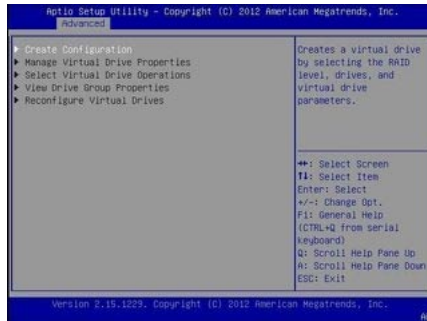 Aptio Setup Utility – Copyright (C) 2012 American Megatrends, Inc.
Advanced
Create Configuration
Manage Virtual Drive Properties
Select Virtual Drive Operations
View Drive Group Properties
Reconfigure Virtual Drives
Creates a virtual drive
by selecting the RAID
level, drives, and
virtual drive
parameters.
: Select Screen
: Select Item
Enter: Select
+/-: Change Opt.
F1: General Help
(CTRL+Q from serial
keyboard)
Q: Scroll Help Pane Up
A: Scroll Help Pane Down
ESC: Exit
Version 2.15.1229. Copyright (C) 2012 American Megatrends, Inc.